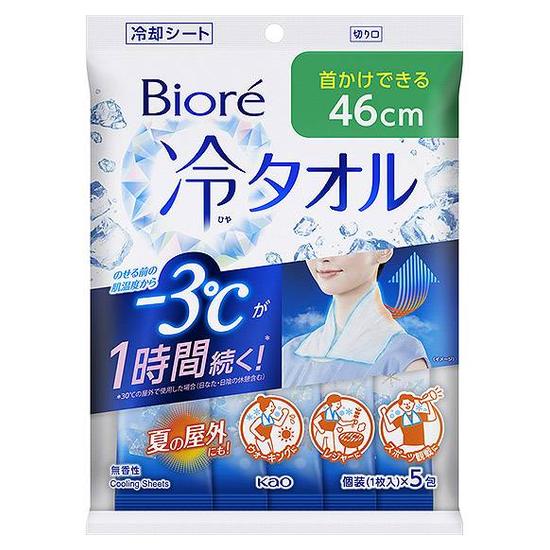 冷却シート
切り口
Bioré
首かけできる
46cm
冷タオル
ひや
のせる前の
肌温度から
-3℃が
1時間続く!*
*30℃の屋外で使用した場合(日なた・日陰の休憩含む)
(イメージ)
夏の屋外
にも!
ウォーキングに
レジャーに
スポーツ観戦に
無香性
Cooling Sheets
Kao
個装(1枚入)×5包